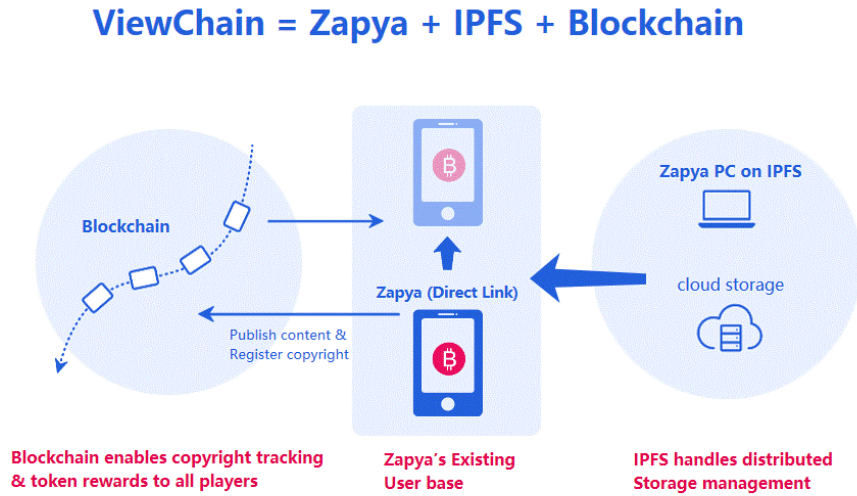 ViewChain = Zapya + IPFS + Blockchain
Blockchain
Zapya (Direct Link)
Publish content &
Register copyright
Zapya PC on IPFS
cloud storage
Blockchain enables copyright tracking
& token rewards to all players
Zapya's Existing
User base
IPFS handles distributed
Storage management